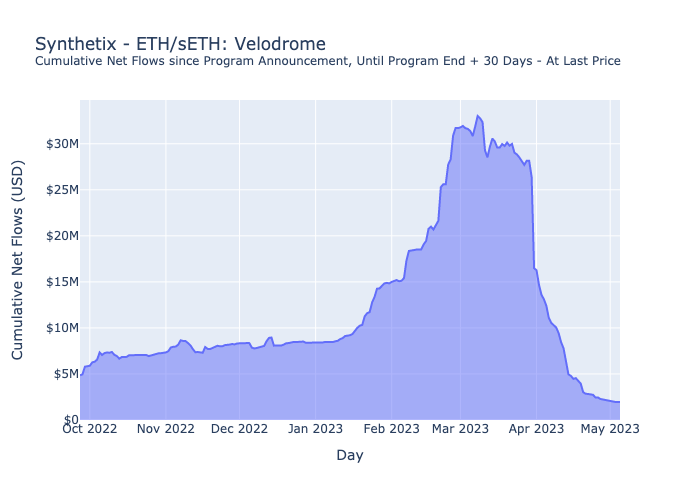 Synthetix - ETH/sETH: Velodrome
Cumulative Net Flows since Program Announcement, Until Program End + 30 Days - At Last Price
Cumulative Net Flows (USD)
$30M
$25M
$20M
$15M
$10M
$5M
$0
Oct 2022 Nov 2022 Dec 2022 Jan 2023 Feb 2023 Mar 2023 Apr 2023 May 2023
Day